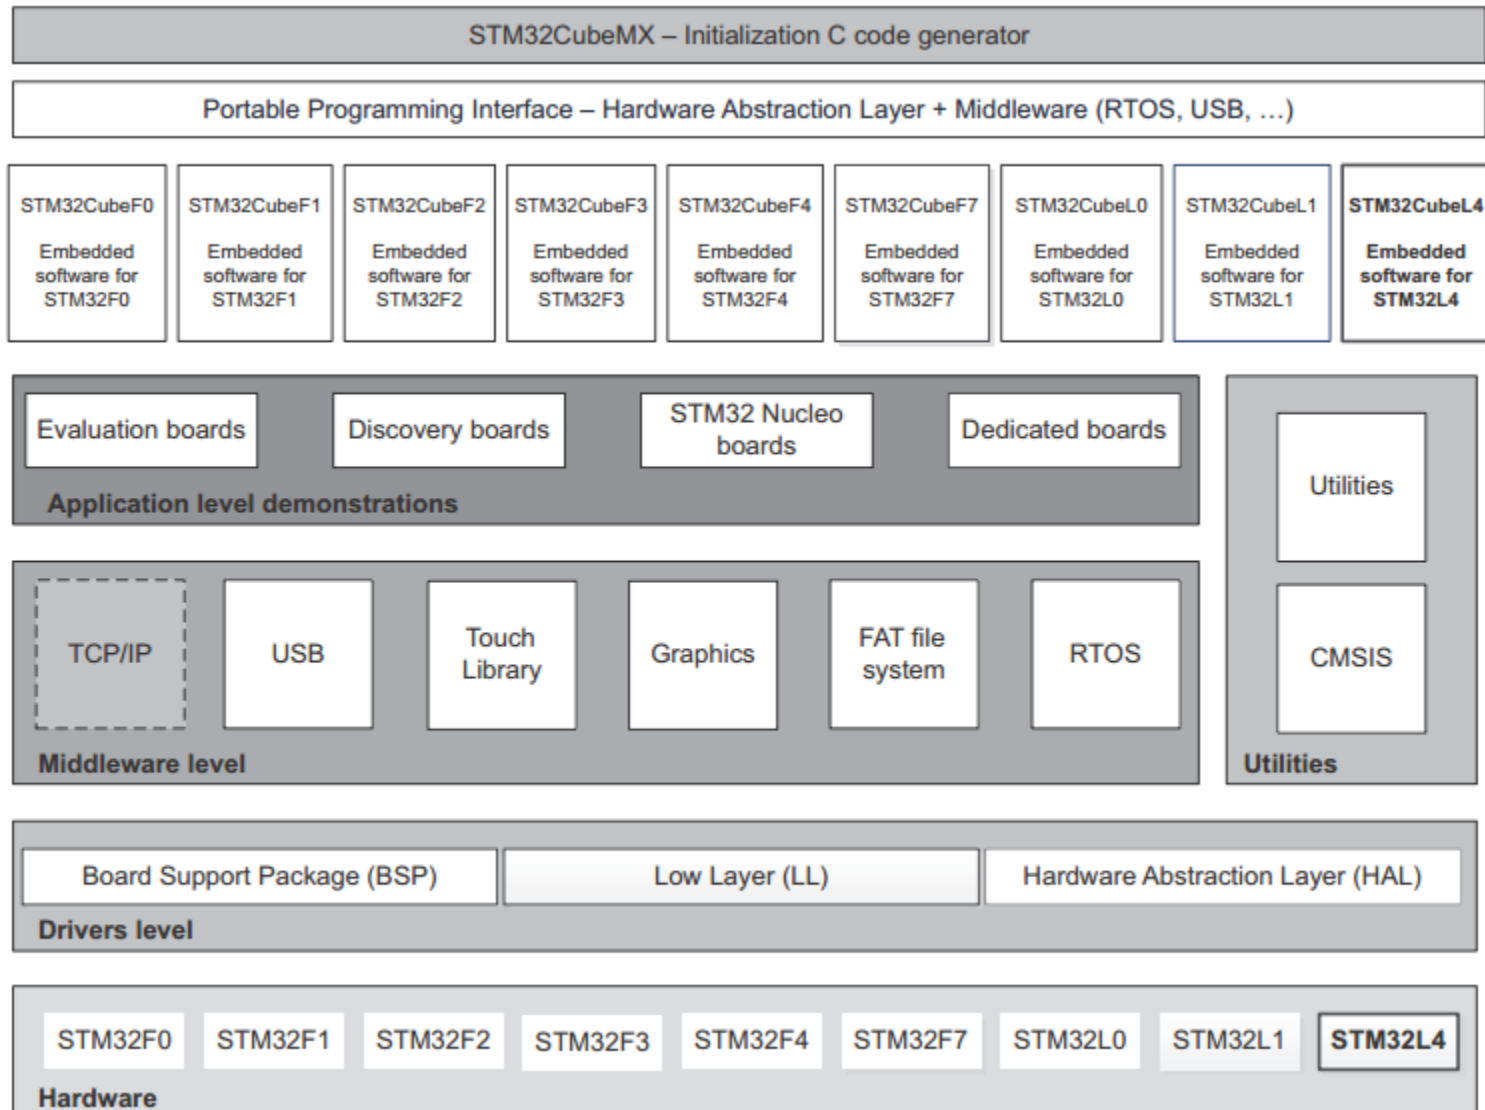 STM32CubeMX – Initialization C code generator
Portable Programming Interface – Hardware Abstraction Layer + Middleware (RTOS, USB, …)
STM32CubeF0
Embedded
software for
STM32F0
STM32CubeF1
Embedded
software for
STM32F1
STM32CubeF2
Embedded
software for
STM32F2
STM32CubeF3
Embedded
software for
STM32F3
STM32CubeF4
Embedded
software for
STM32F4
STM32CubeF7
Embedded
software for
STM32F7
STM32CubeL0
Embedded
software for
STM32L0
STM32CubeL1
Embedded
software for
STM32L1
STM32CubeL4
Embedded
software for
STM32L4
Evaluation boards
Discovery boards
STM32 Nucleo
boards
Dedicated boards
Application level demonstrations
TCP/IP
USB
Touch
Library
Graphics
FAT file
system
RTOS
Middleware level
Utilities
CMSIS
Utilities
Board Support Package (BSP)
Low Layer (LL)
Hardware Abstraction Layer (HAL)
Drivers level
STM32F0
STM32F1
STM32F2
STM32F3
STM32F4
STM32F7
STM32L0
STM32L1
STM32L4
Hardware